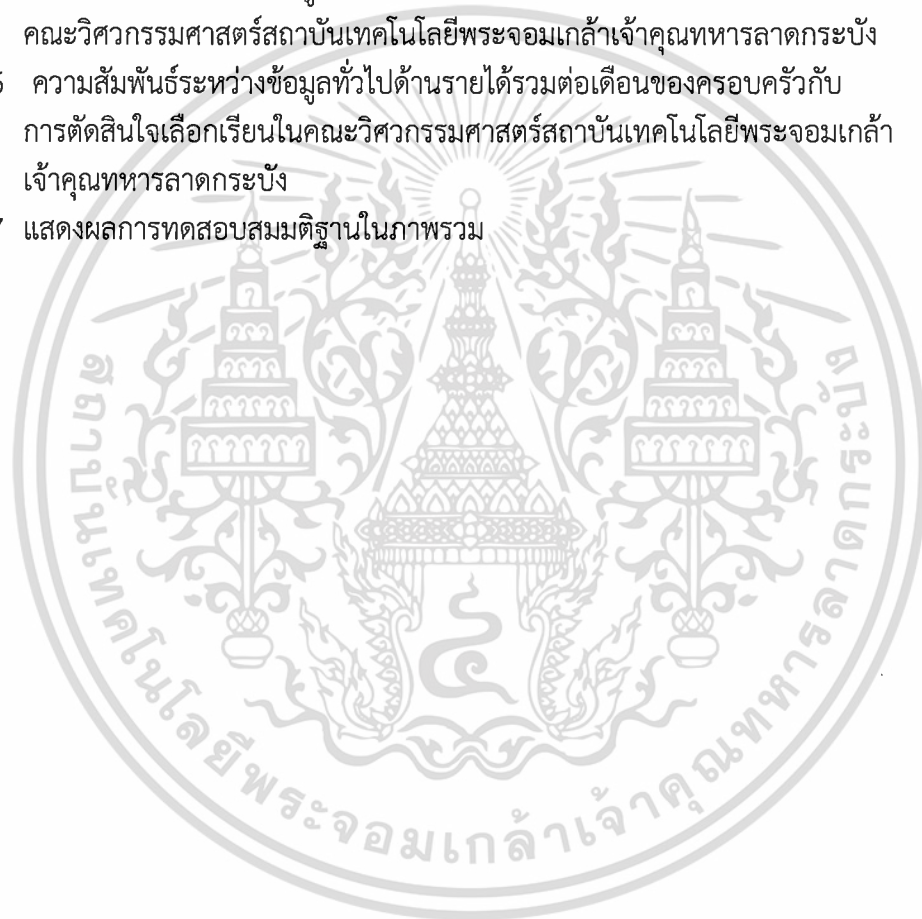 คณะวิศวกรรมศาสตร์สถาบันเทคโนโลยีพระจอมเกล้าเจ้าคุณทหารลาดกระบัง
ความสัมพันธ์ระหว่างข้อมูลทั่วไปด้านรายได้รวมต่อเดือนของครอบครัวกับ
การตัดสินใจเลือกเรียนในคณะวิศวกรรมศาสตร์สถาบันเทคโนโลยีพระจอมเกล้า
เจ้าคุณทหารลาดกระบัง
แสดงผลการทดสอบสมมติฐานในภาพรวม
สถาบันเทคโนโลยีพระจอมเกล้าเจ้าคุณทหารลาดกระบัง
๔